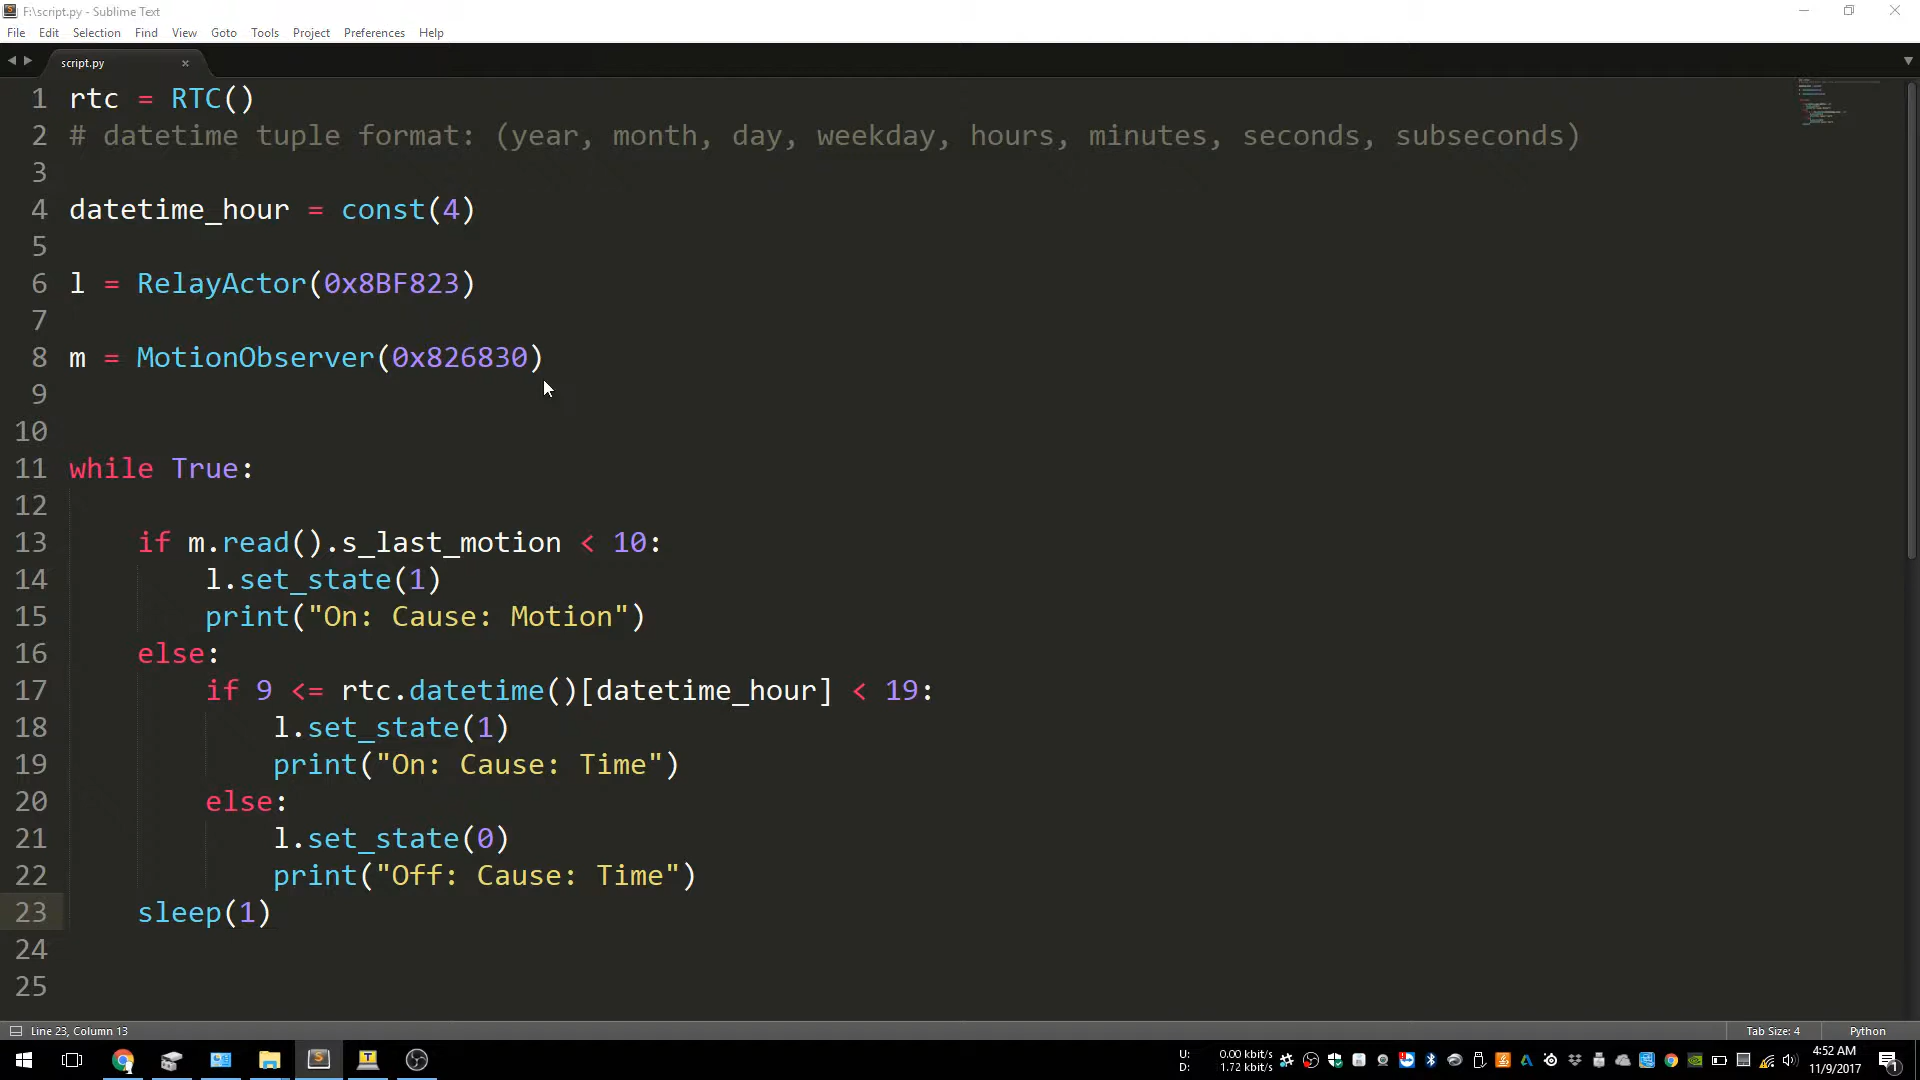 F:\script.py - Sublime Text
File Edit Selection Find View Goto Tools Project Preferences Help
script.py
1 rtc = RTC()
2 # datetime tuple format: (year, month, day, weekday, hours, minutes, seconds, subseconds)
3
4 datetime_hour = const(4)
5
6 l = RelayActor(0x8BF823)
7
8 m = MotionObserver(0x826830)
9
10
11 while True:
12
13     if m.read().s_last_motion < 10:
14         l.set_state(1)
15         print("On: Cause: Motion")
16     else:
17         if 9 <= rtc.datetime()[datetime_hour] < 19:
18             l.set_state(1)
19             print("On: Cause: Time")
20         else:
21             l.set_state(0)
22             print("Off: Cause: Time")
23     sleep(1)
24
25
Line 23, Column 13 Tab Size: 4 Python
U: 0.00 kbit/s
D: 1.72 kbit/s
4:52 AM
11/9/2017
1